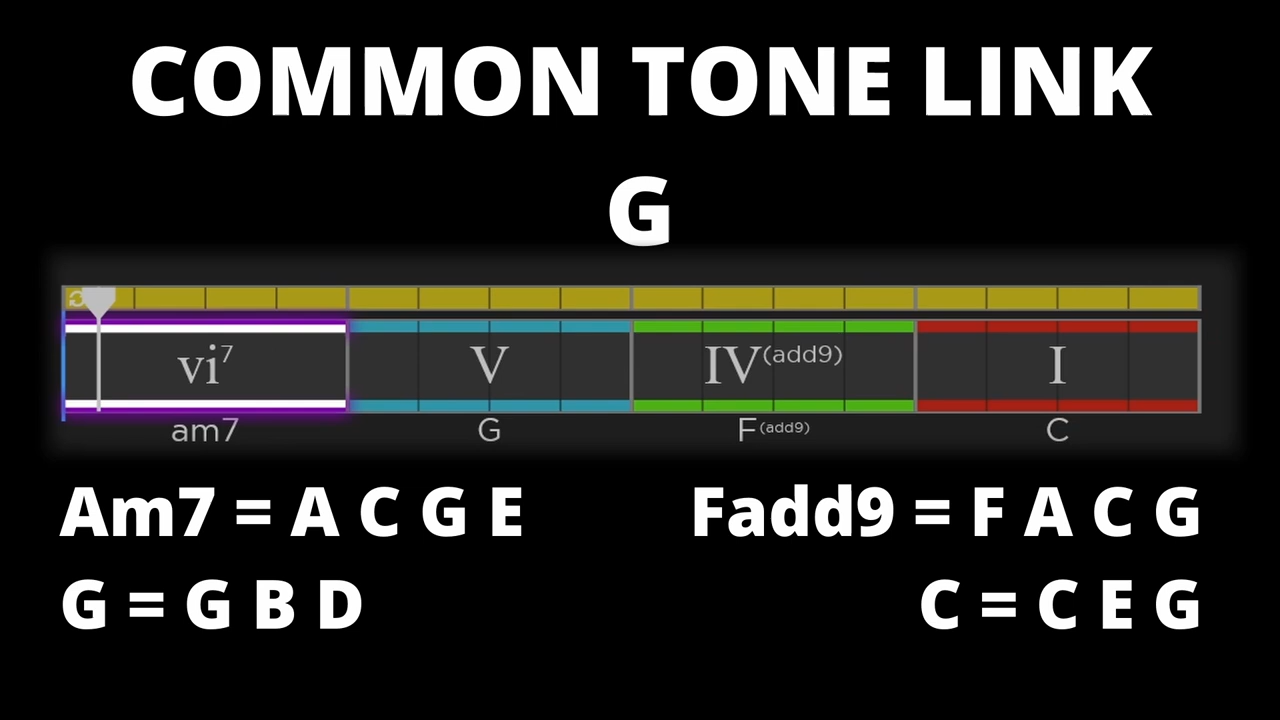 COMMON TONE LINK
G
vi7 V IV(add9) I
am7 G F(add9) C
Am7 = A C G E Fadd9 = F A C G
G = G B D C = C E G